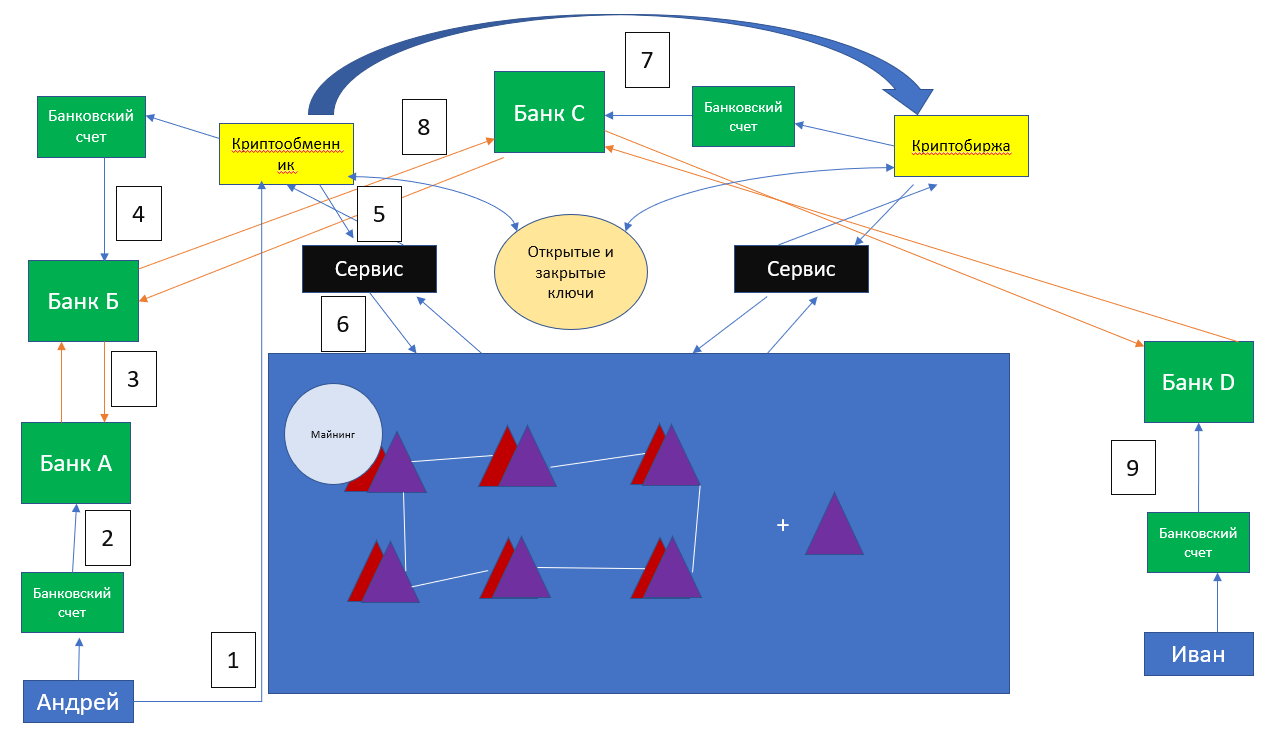 7
Банк С
Банковский
счет
Банковский
счет
8
Криптообменн
ик
Криптобиржа
4
5
Открытые и
закрытые
ключи
Сервис
Сервис
Банк Б
6
3
Банк D
Майнинг
Банк А
9
2
+
Банковский
счет
Банковский
счет
1
Иван
Андрей